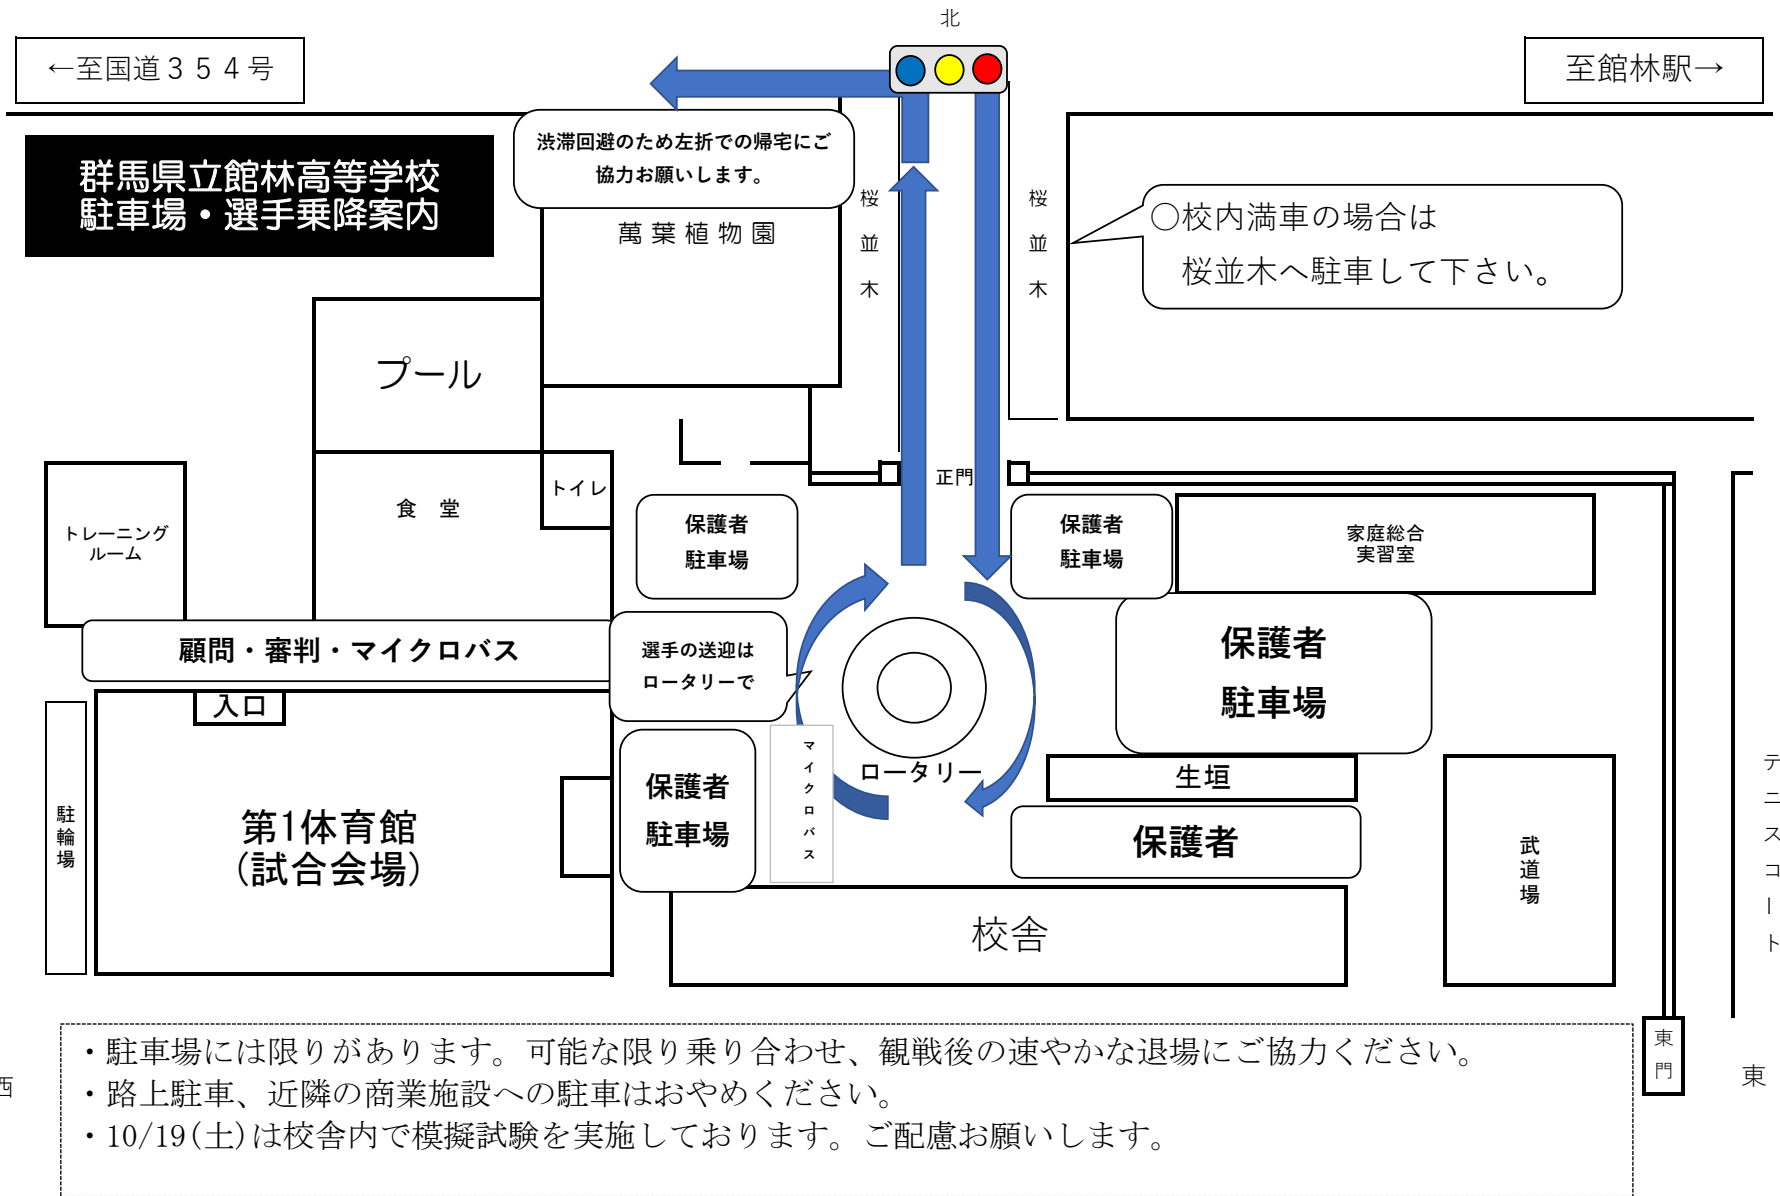 北
←至国道３５４号
至館林駅→
群馬県立館林高等学校
駐車場・選手乗降案内
渋滞回避のため左折での帰宅にご
協力お願いします。
萬葉植物園
桜並木
桜並木
○校内満車の場合は
桜並木へ駐車して下さい。
プール
正門
トイレ
食　堂
トレーニング
ルーム
保護者
駐車場
保護者
駐車場
家庭総合
実習室
顧問・審判・マイクロバス
選手の送迎は
ロータリーで
保護者
駐車場
入口
マイクロバス
ロータリー
生垣
保護者
駐車場
保護者
駐輪場
第1体育館
(試合会場)
武道場
テニスコート
校舎
・駐車場には限りがあります。可能な限り乗り合わせ、観戦後の速やかな退場にご協力ください。
・路上駐車、近隣の商業施設への駐車はおやめください。
・10/19(土)は校舎内で模擬試験を実施しております。ご配慮お願いします。
東門
西
東